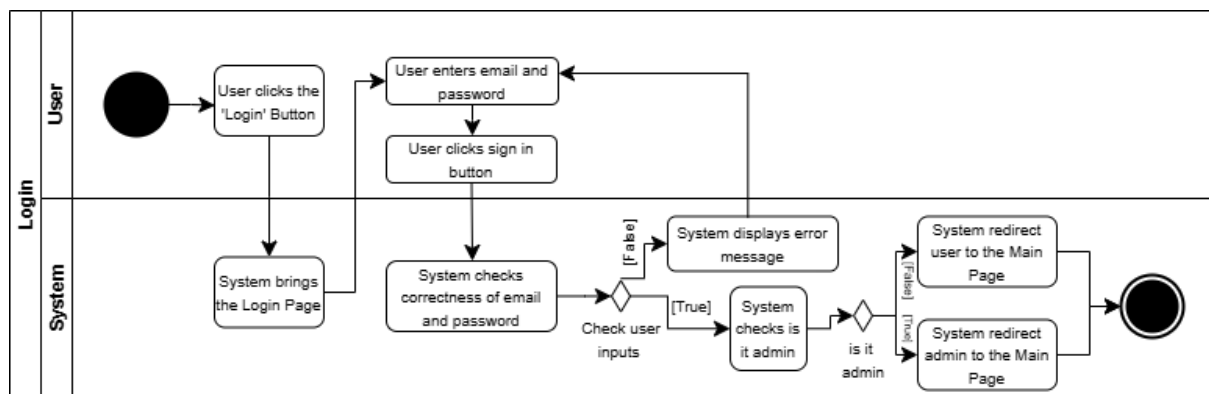 Login
User
User clicks the
'Login' Button
User enters email and
password
User clicks sign in
button
System
System brings
the Login Page
System checks
correctness of email
and password
Check user
inputs
[False]
System displays error
message
[True]
System
checks is
it admin
is it
admin
[False]
System redirect
user to the Main
Page
[True]
System redirect
admin to the Main
Page